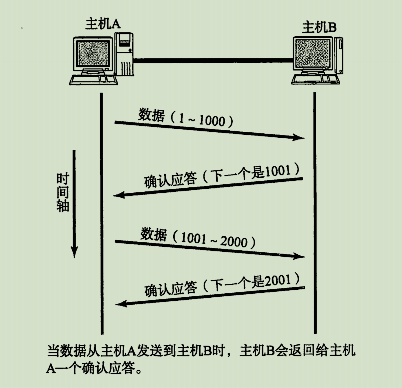 主机A
主机B
数据（1～1000）
确认应答（下一个是1001）
时间轴
数据（1001～2000）
确认应答（下一个是2001）
当数据从主机A发送到主机B时，主机B会返回给主机
A一个确认应答。